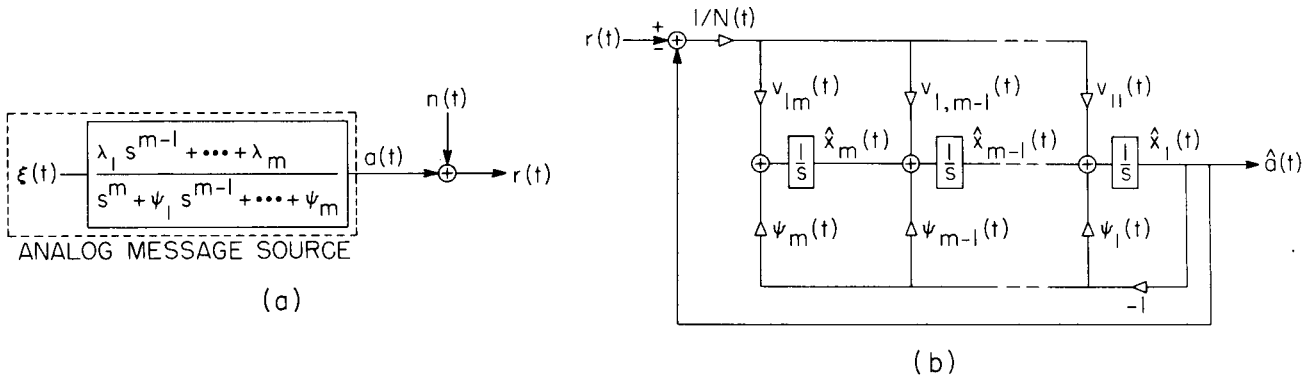 ξ(t)
λ₁ s^{m-1} + ••• + λₘ
s^m + ψ₁ s^{m-1} + ••• + ψₘ
a(t)
n(t)
+
r(t)
ANALOG MESSAGE SOURCE
(a)
r(t)
+
−
+
1/N(t)
v₁ₘ(t)
v₁,ₘ₋₁(t)
v₁₁(t)
+
1/s
x̂ₘ(t)
+
1/s
x̂ₘ₋₁(t)
+
1/s
x̂₁(t)
â(t)
ψₘ(t)
ψₘ₋₁(t)
ψ₁(t)
-1
(b)